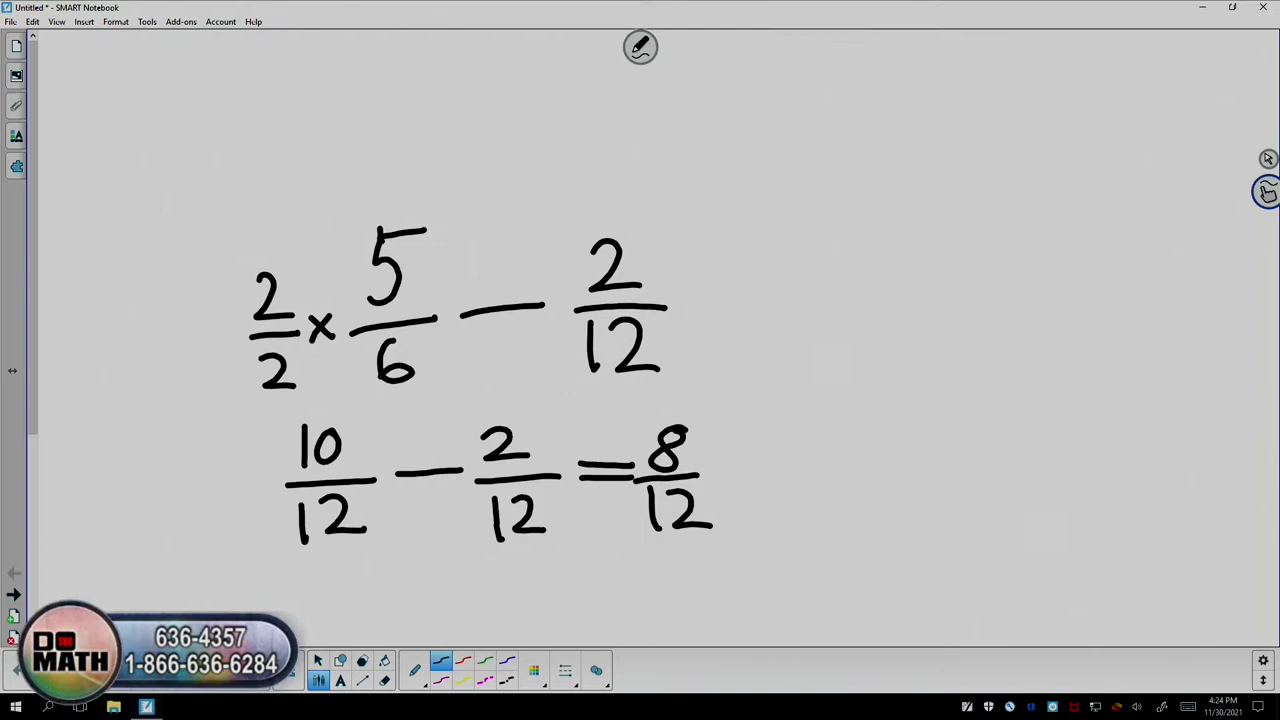 Untitled * - SMART Notebook
File Edit View Insert Format Tools Add-ons Account Help
2/2 × 5/6 — 2/12
10/12 — 2/12 = 8/12
DO THE MATH
636-4357
1-866-636-6284
4:24 PM
11/30/2021